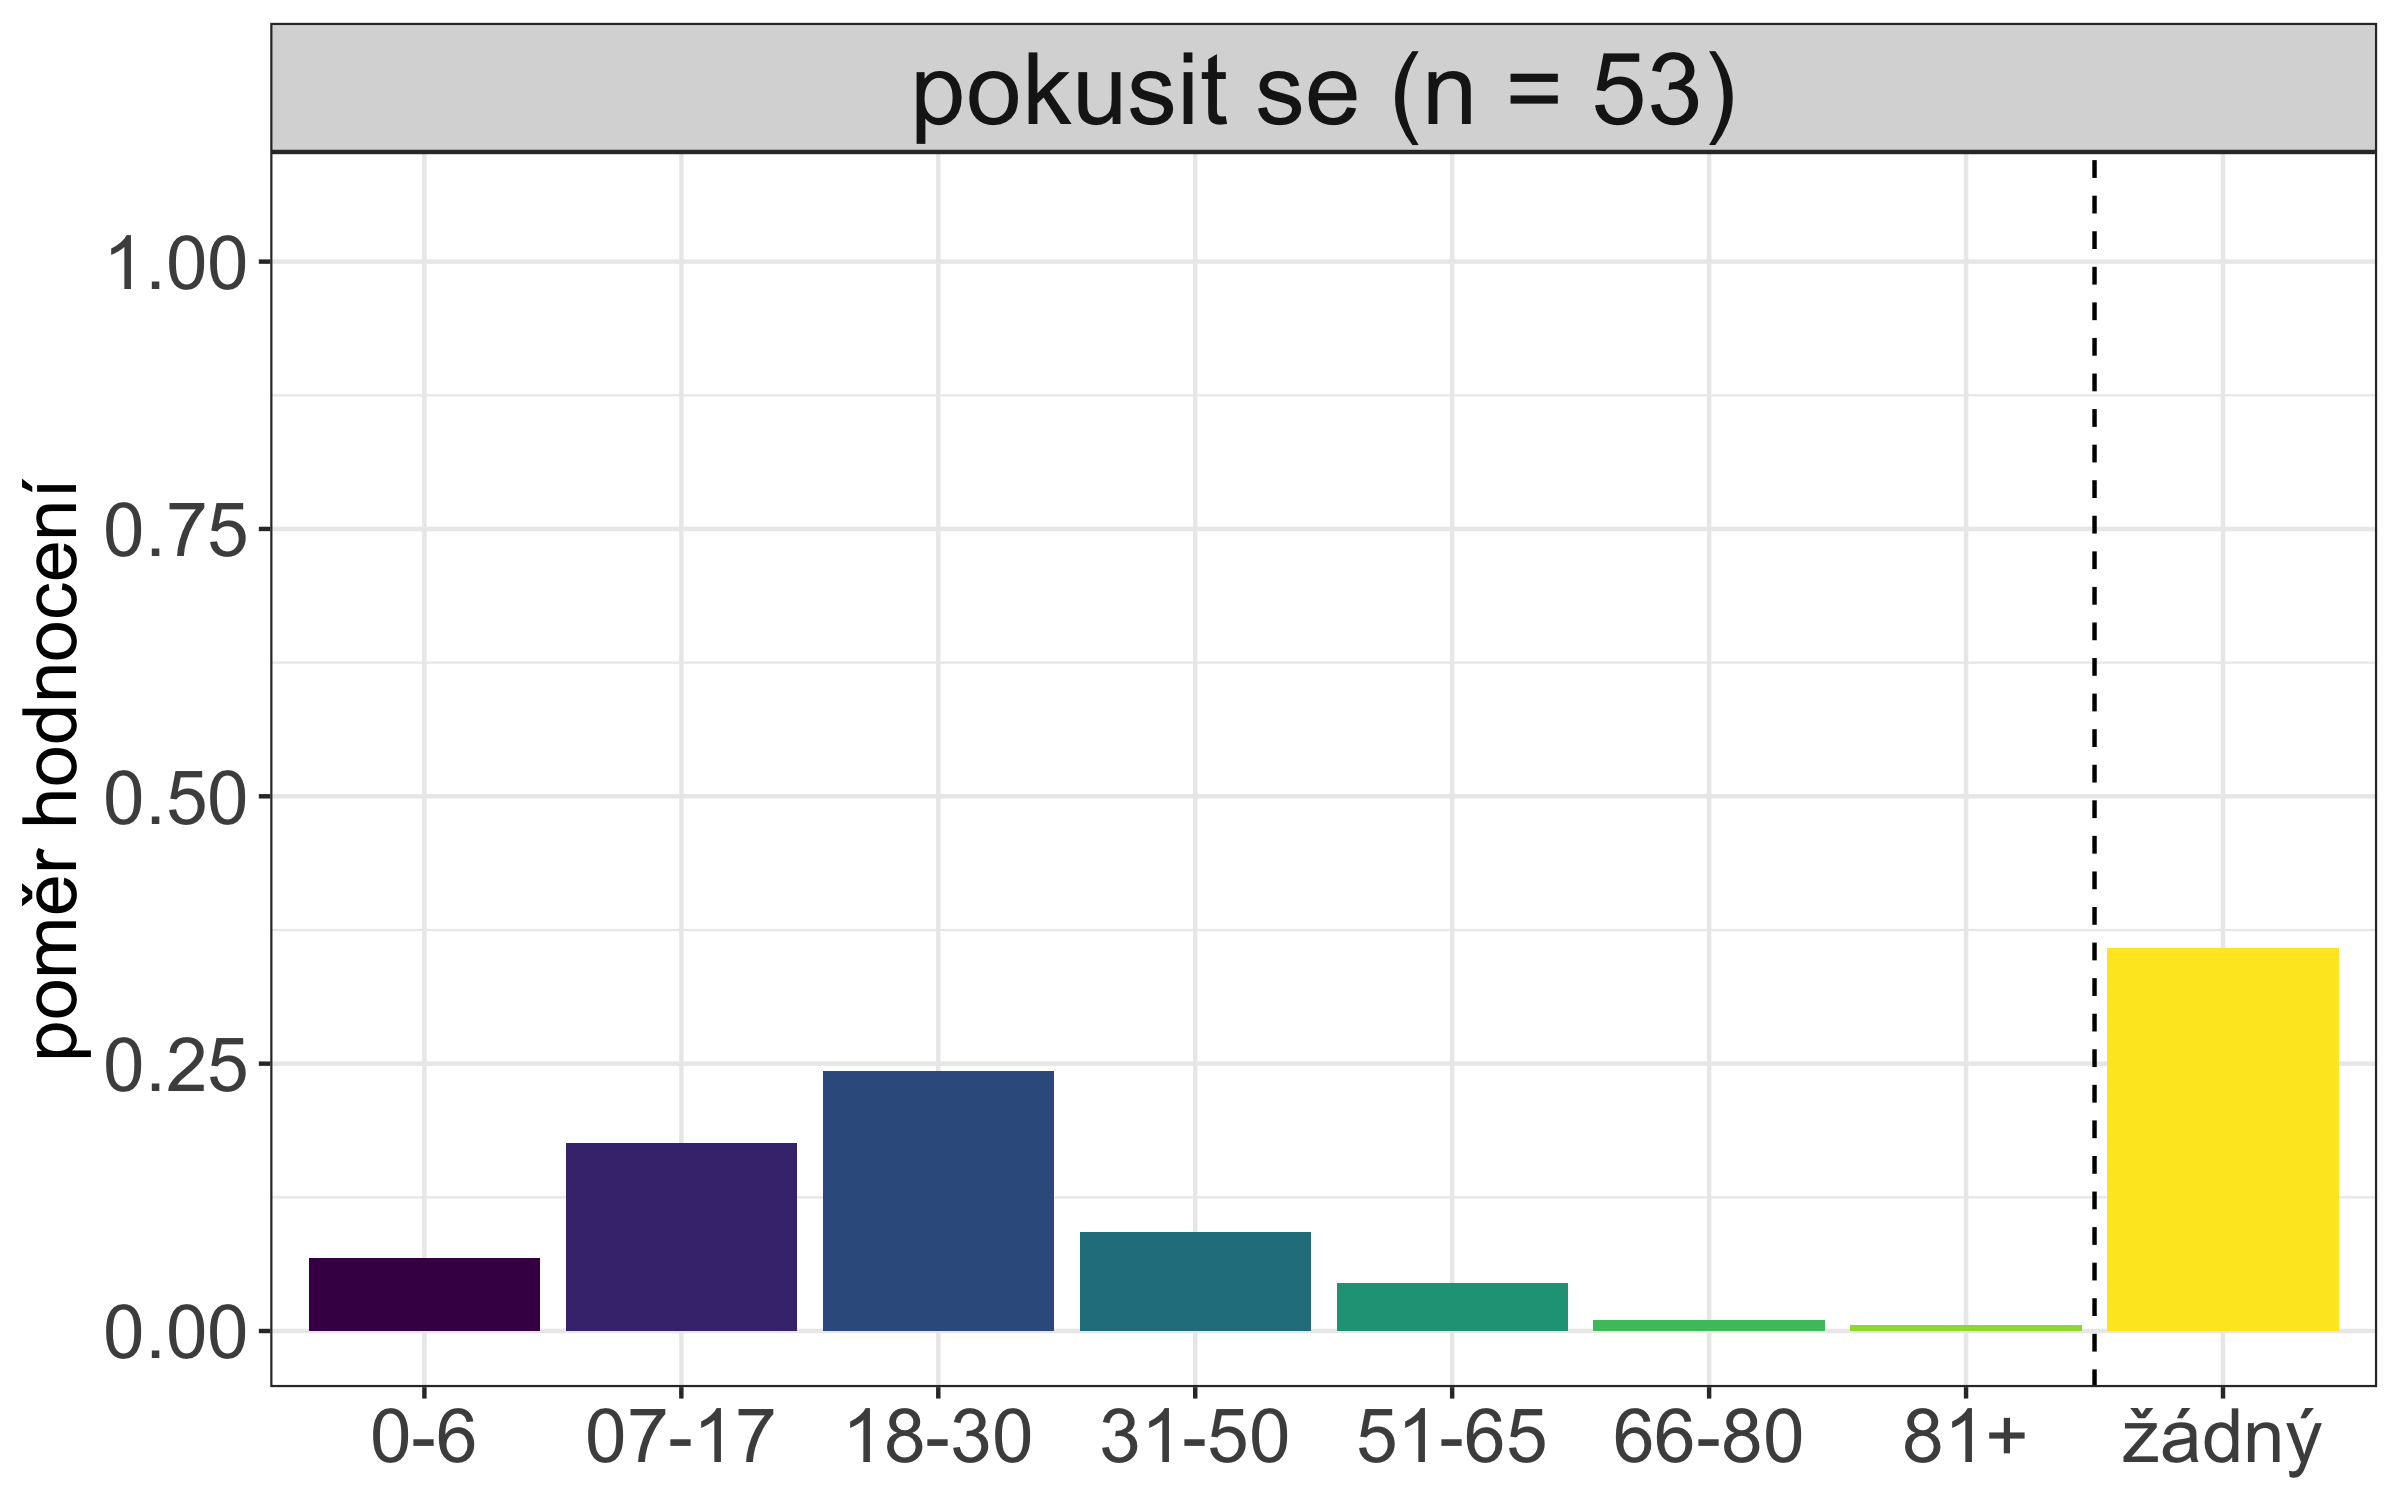 pokusit se (n = 53)
poměr hodnocení
1.00
0.75
0.50
0.25
0.00
0-6 07-17 18-30 31-50 51-65 66-80 81+ žádný